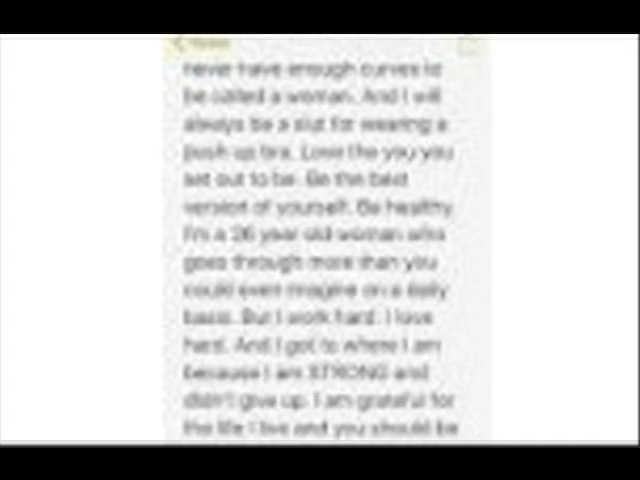 never have enough curves to
be called a woman. And I will
always be a slut for wearing a
push up bra. Love the you you
set out to be. Be the best
version of yourself. Be healthy.
I'm a 26 year old woman who
goes through more than you
could even imagine on a daily
basis. But I work hard. I love
hard. And I got to where I am
because I am STRONG and
didn't give up. I am grateful for
the life I live and you should be